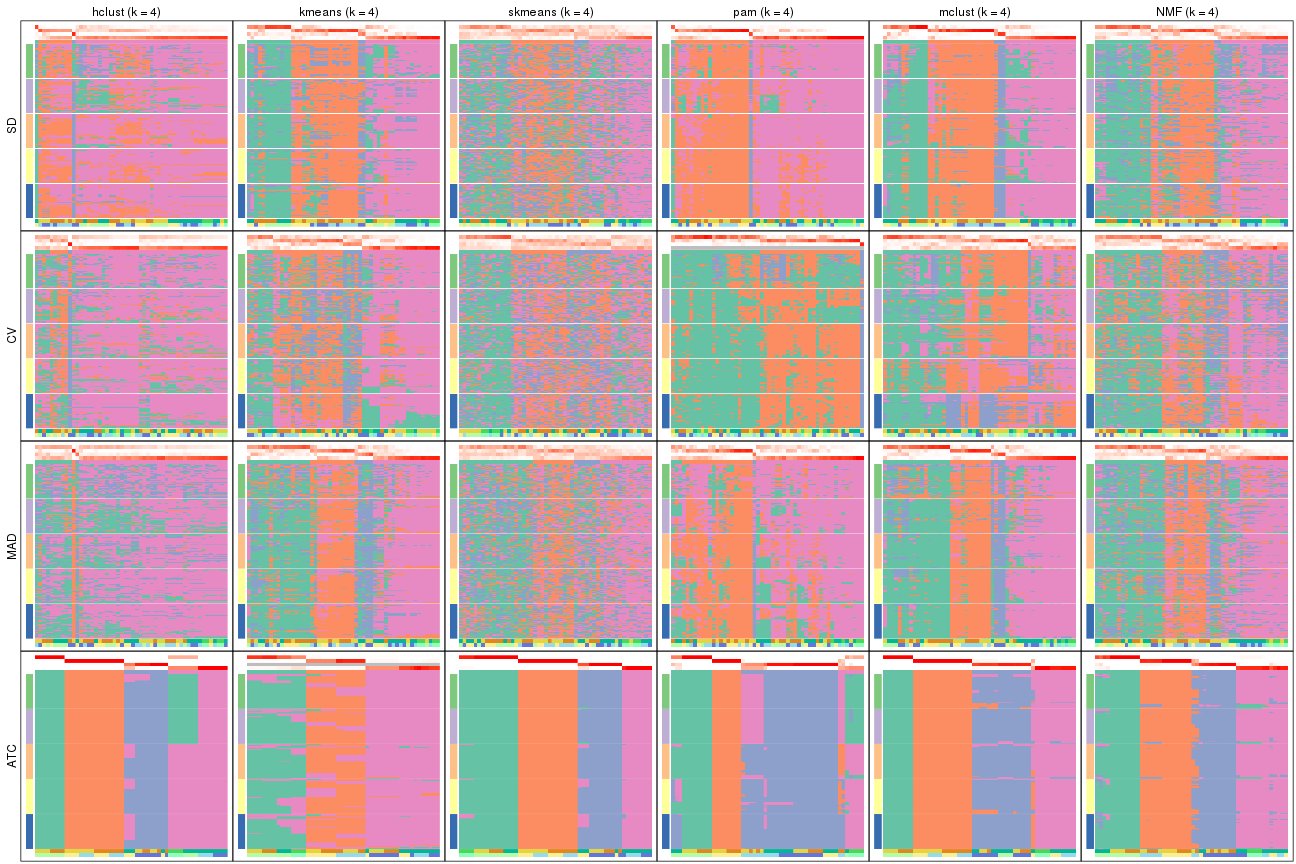 hclust (k = 4) kmeans (k = 4) skmeans (k = 4) pam (k = 4) mclust (k = 4) NMF (k = 4)
SD
CV
MAD
ATC